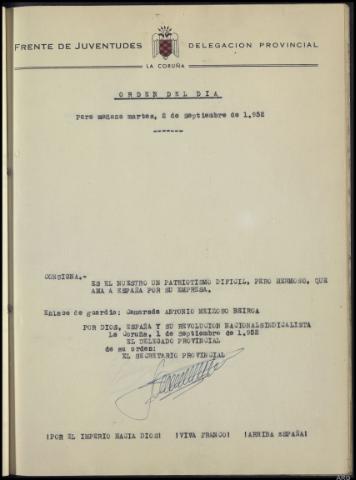 FRENTE DE JUVENTUDES DELEGACION PROVINCIAL
LA CORUÑA
ORDEN DEL DIA
Para mañana martes, 2 de septiembre de 1.952
CONSIGNA.-
ES EL NUESTRO UN PATRIOTISMO DIFICIL, PERO HERMOSO, QUE
AMA A ESPAÑA POR SU EMPRESA.
Enlace de guardia: Camarada ANTONIO MEIZOSO BEIROA
POR DIOS, ESPAÑA Y SU REVOLUCION NACIONALSINDICALISTA
La Coruña, 1 de Septiembre de 1.952
EL DELEGADO PROVINCIAL
de su orden:
EL SECRETARIO PROVINCIAL
¡POR EL IMPERIO HACIA DIOS! ¡VIVA FRANCO! ¡ARRIBA ESPAÑA!